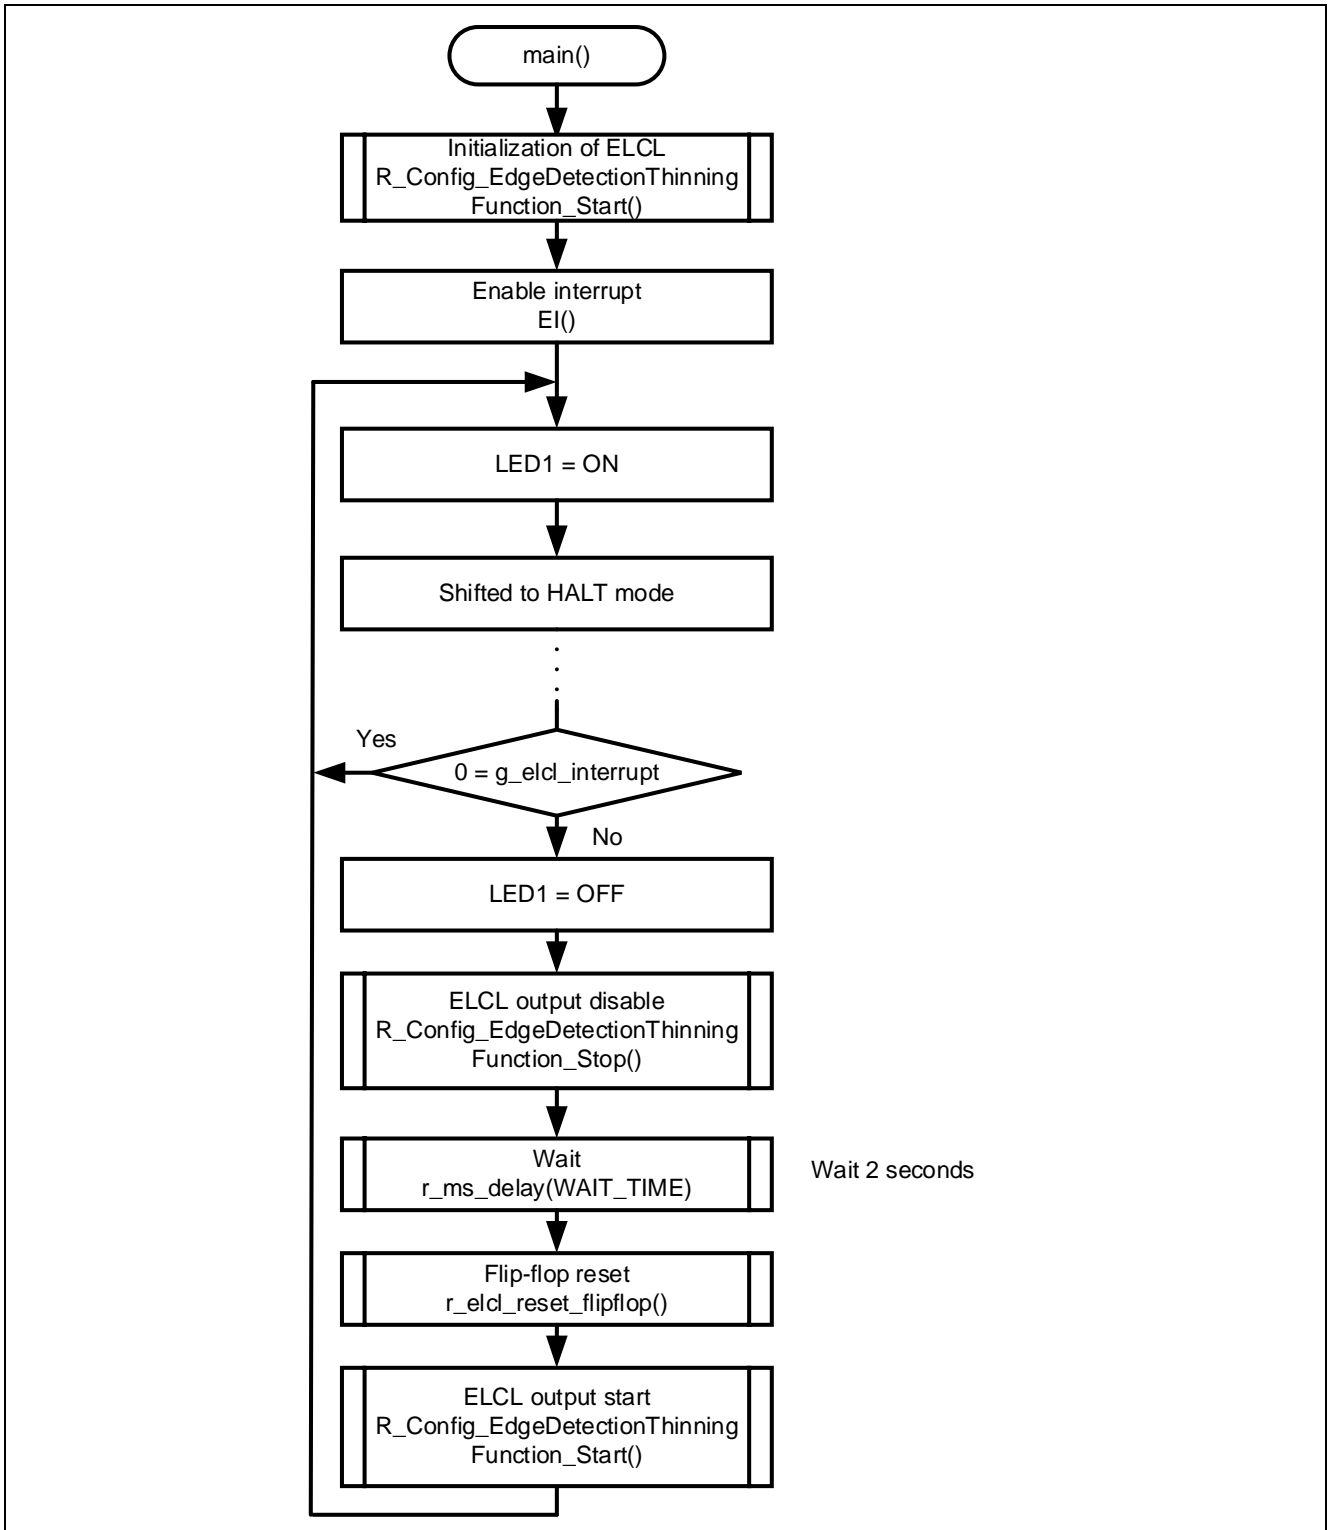 main()
Initialization of ELCL
R_Config_EdgeDetectionThinning
Function_Start()
Enable interrupt
EI()
LED1 = ON
Shifted to HALT mode
Yes
0 = g_elcl_interrupt
No
LED1 = OFF
ELCL output disable
R_Config_EdgeDetectionThinning
Function_Stop()
Wait
r_ms_delay(WAIT_TIME)
Wait 2 seconds
Flip-flop reset
r_elcl_reset_flipflop()
ELCL output start
R_Config_EdgeDetectionThinning
Function_Start()